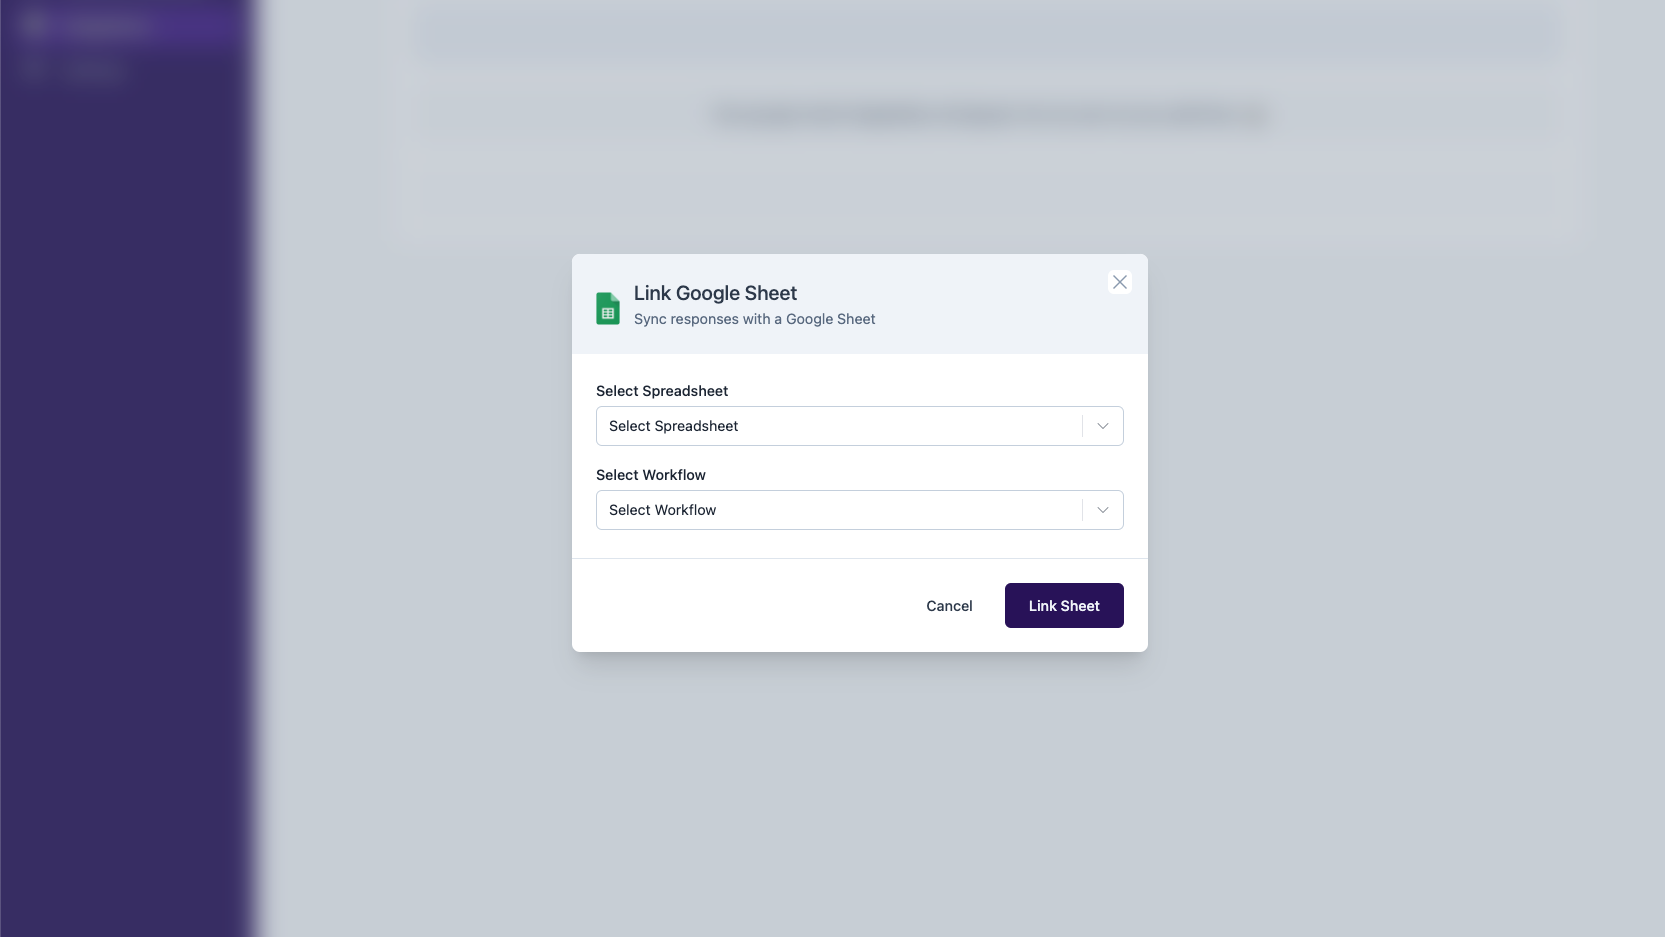 Link Google Sheet
Sync responses with a Google Sheet
Select Spreadsheet
Select Spreadsheet
Select Workflow
Select Workflow
Cancel
Link Sheet